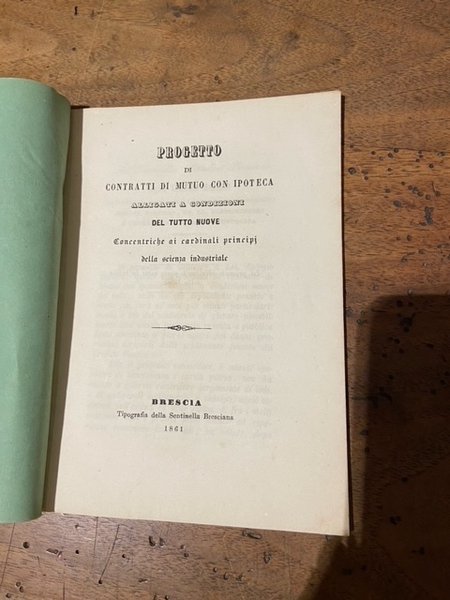 PROGETTO
DI
CONTRATTI DI MUTUO CON IPOTECA
ALLIGATI A CONDIZIONI
DEL TUTTO NUOVE
Concentriche ai cardinali principj
della scienza industriale
BRESCIA
Tipografia della Sentinella Bresciana
1861